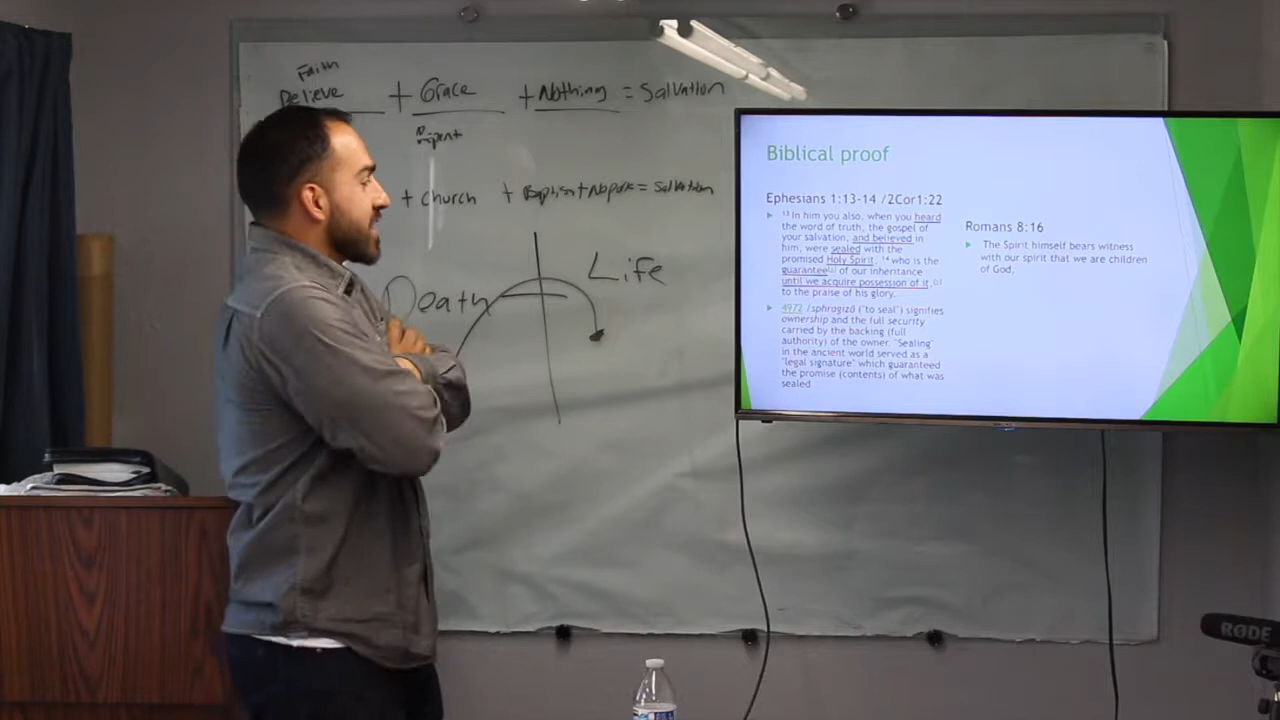 Faith
Believe + Grace + Nothing = Salvation
Repent
+ Church + Baptism + No pork = Salvation
Death
Life
Biblical proof
Ephesians 1:13-14 /2Cor1:22
13 In him you also, when you heard
the word of truth, the gospel of
your salvation, and believed in
him, were sealed with the
promised Holy Spirit, 14 who is the
guarantee of our inheritance
until we acquire possession of it,
to the praise of his glory.
4972 /sphragizō ("to seal") signifies
ownership and the full security
carried by the backing (full
authority) of the owner. "Sealing"
in the ancient world served as a
"legal signature" which guaranteed
the promise (contents) of what was
sealed
Romans 8:16
The Spirit himself bears witness
with our spirit that we are children
of God,
RØDE